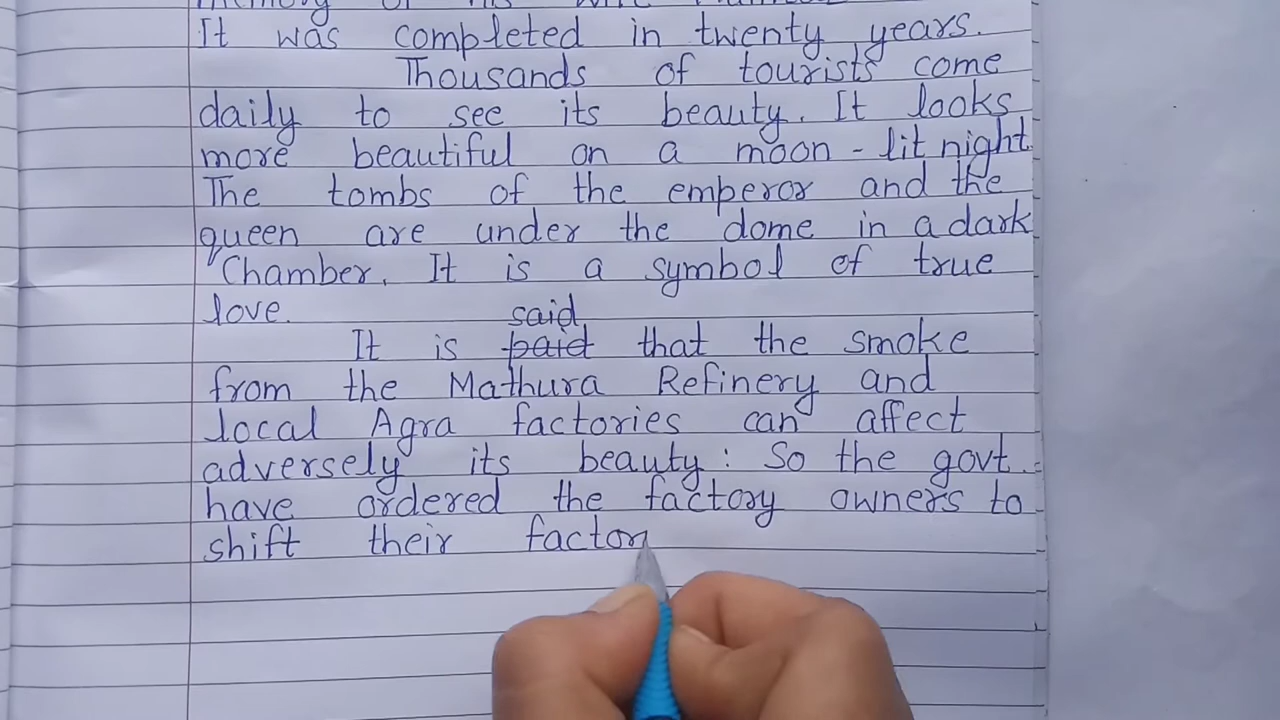 It was completed in twenty years.
Thousands of tourists come
daily to see its beauty. It looks
more beautiful on a moon - lit night
The tombs of the emperor and the
queen are under the dome in a dark
Chamber. It is a symbol of true
love.
said
It is paid that the smoke
from the Mathura Refinery and
local Agra factories can affect
adversely its beauty : So the govt.
have ordered the factory owners to
shift their factor